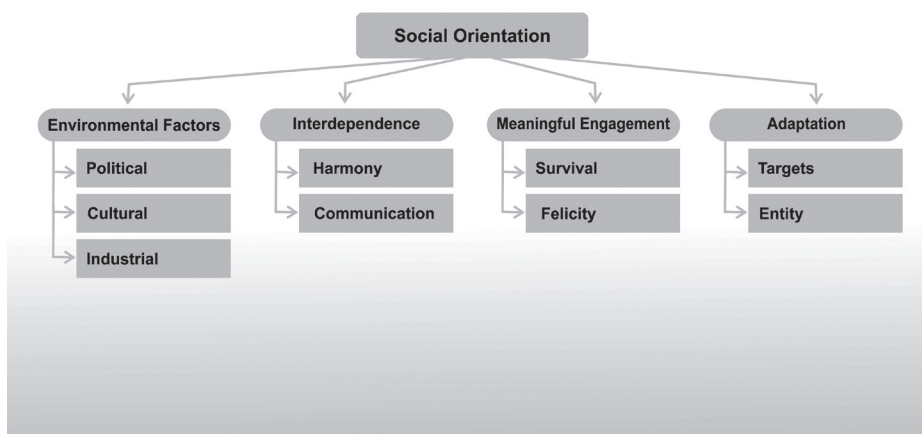 Social Orientation
Environmental Factors
Political
Cultural
Industrial
Interdependence
Harmony
Communication
Meaningful Engagement
Survival
Felicity
Adaptation
Targets
Entity